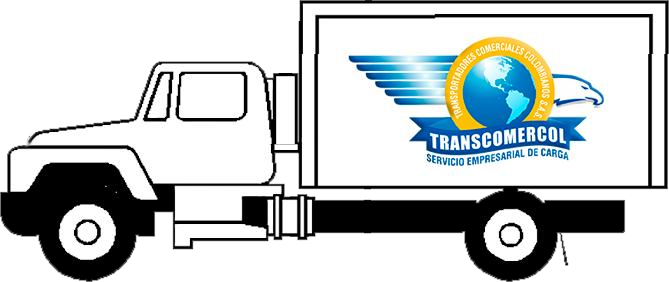 TRANSPORTADORES COMERCIALES COLOMBIANOS S.A.S.
TRANSCOMERCOL
SERVICIO EMPRESARIAL DE CARGA